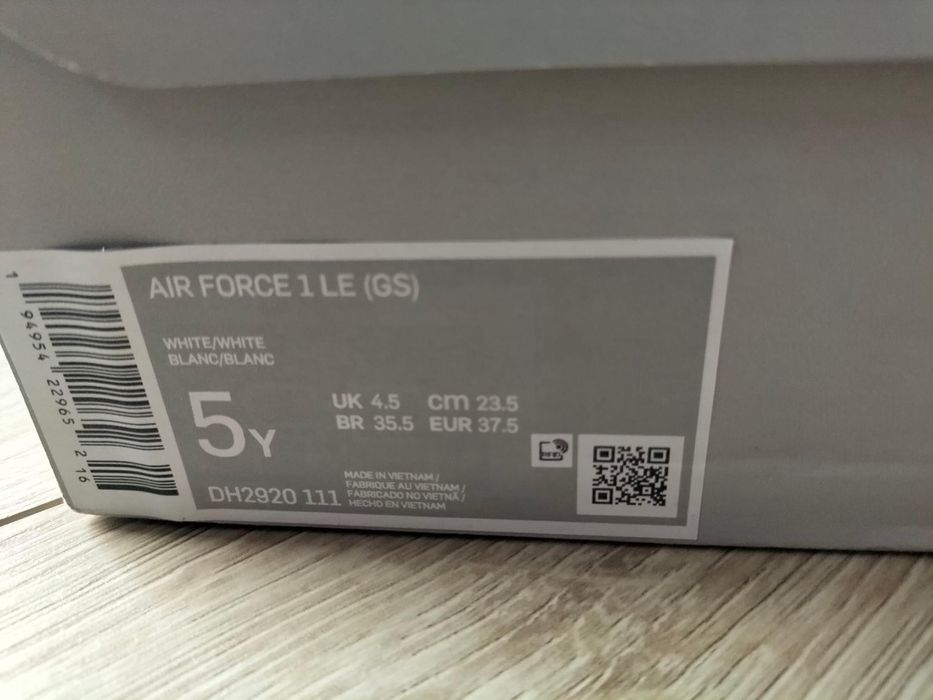 AIR FORCE 1 LE (GS)
WHITE/WHITE
BLANC/BLANC
5Y
UK 4.5 cm 23.5
BR 35.5 EUR 37.5
DH2920 111
MADE IN VIETNAM /
FABRIQUE AU VIETNAM /
FABRICADO NO VIETNÃ /
HECHO EN VIETNAM
RFID
1 94954 22965 2 16